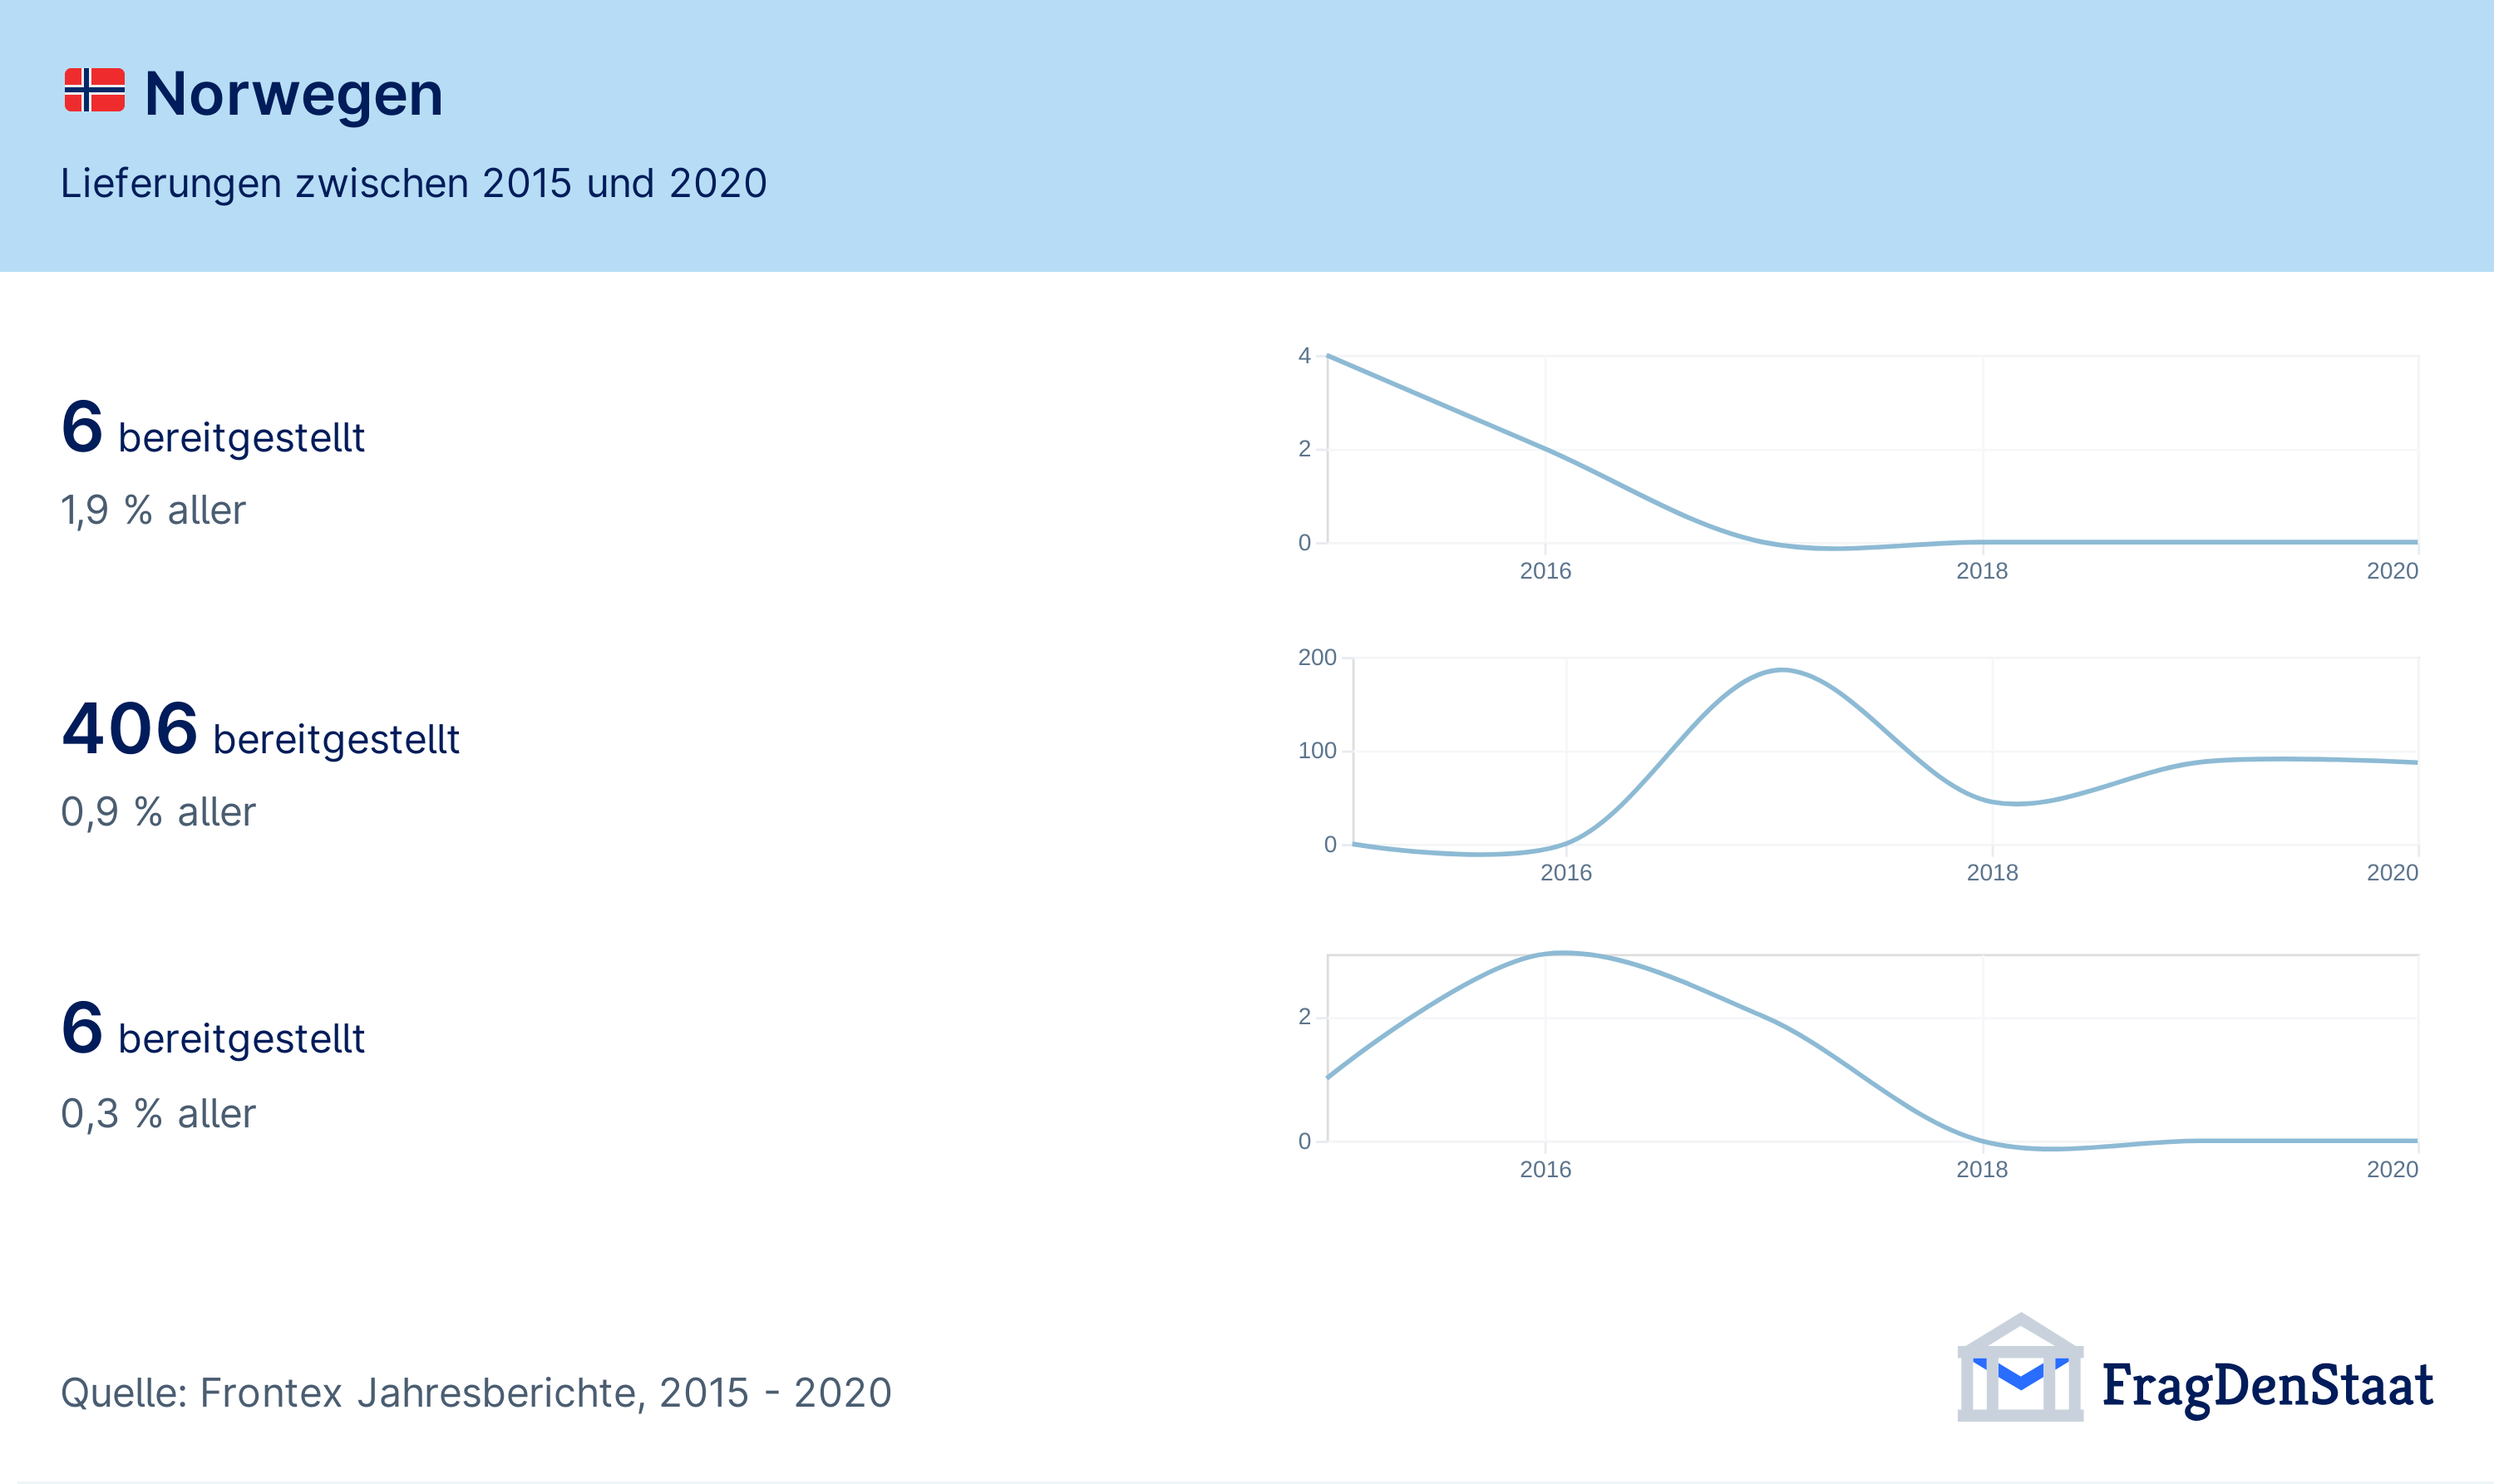 Norwegen
Lieferungen zwischen 2015 und 2020
6 bereitgestellt
1,9 % aller
4
2
0
2016 2018 2020
406 bereitgestellt
0,9 % aller
200
100
0
2016 2018 2020
6 bereitgestellt
0,3 % aller
2
0
2016 2018 2020
Quelle: Frontex Jahresberichte, 2015 - 2020
FragDenStaat